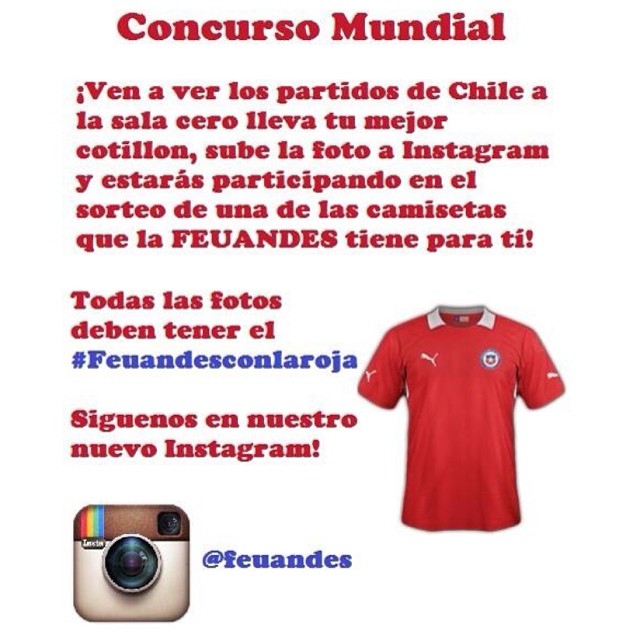 Concurso Mundial
¡Ven a ver los partidos de Chile a
la sala cero lleva tu mejor
cotillon, sube la foto a Instagram
y estarás participando en el
sorteo de una de las camisetas
que la FEUANDES tiene para tí!
Todas las fotos
deben tener el
#Feuandesconlaroja
Siguenos en nuestro
nuevo Instagram!
Insta
@feuandes